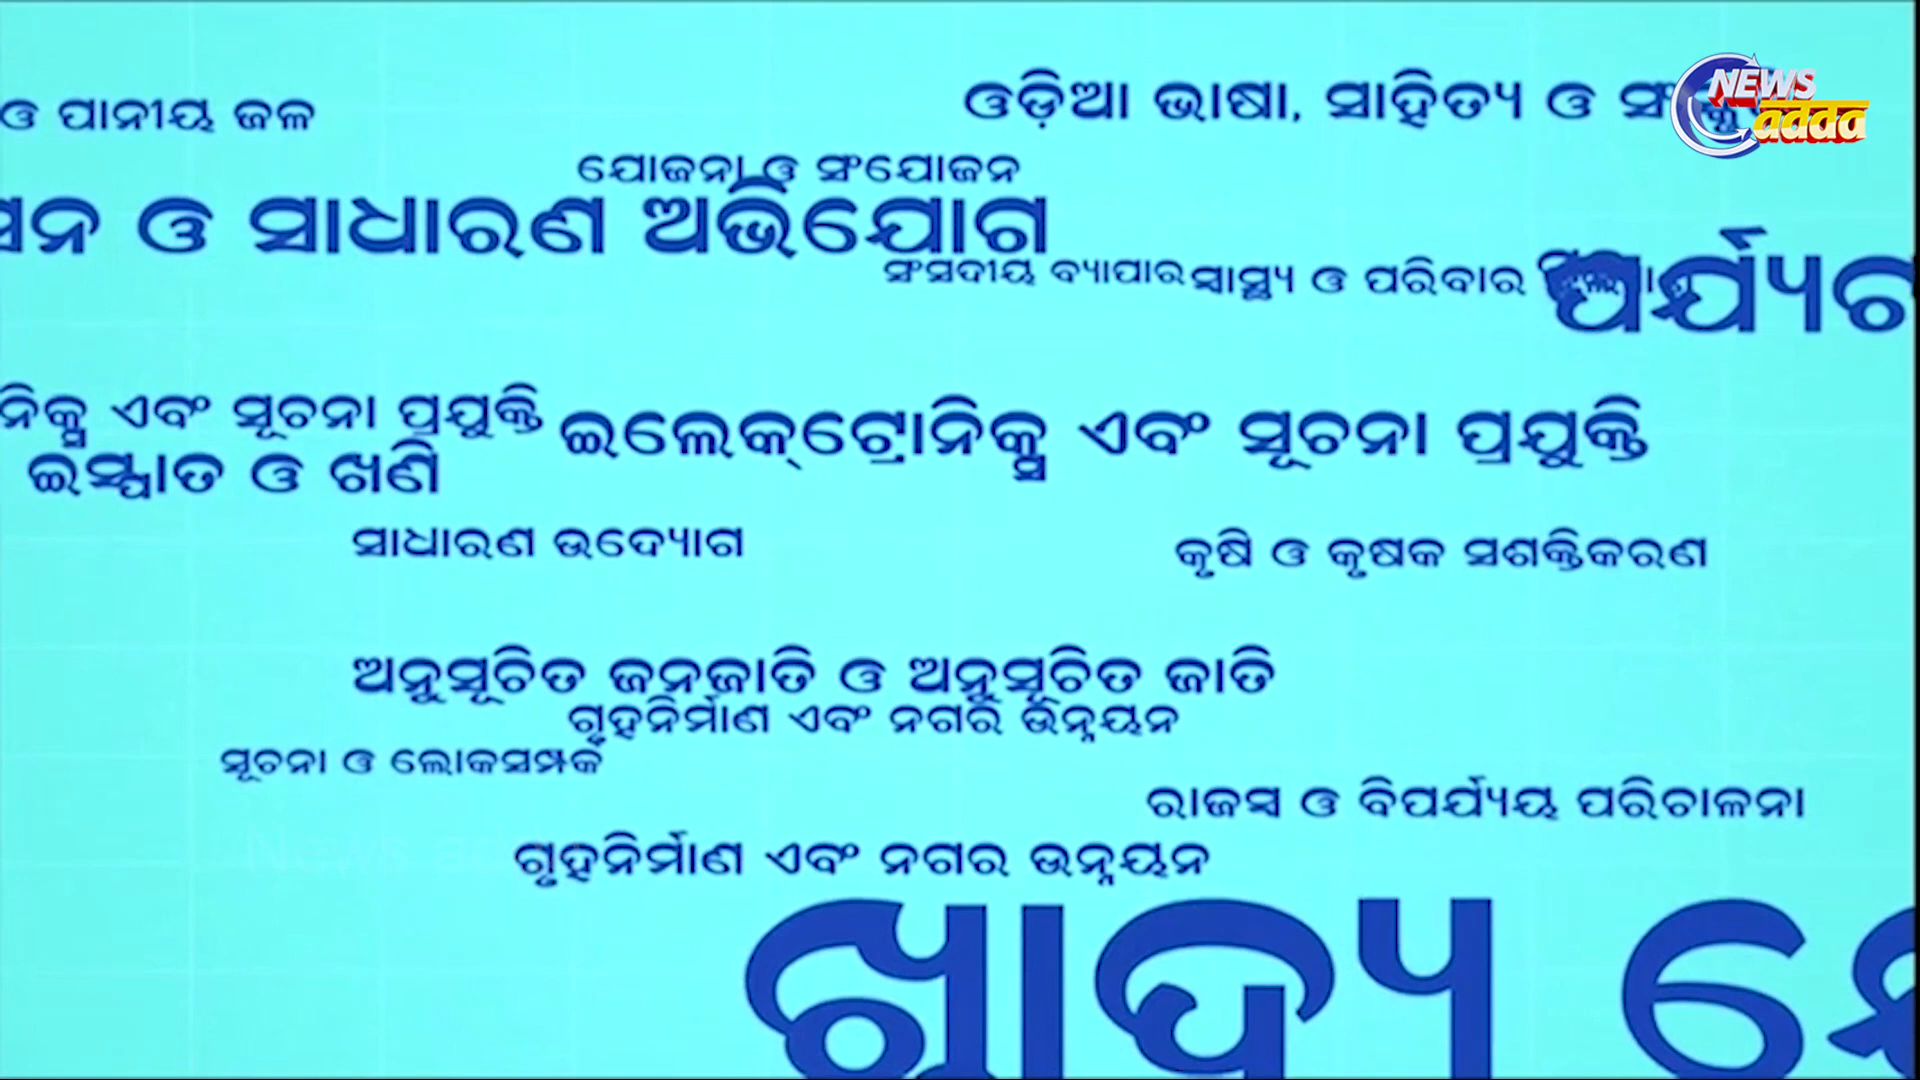 ଓ ପାନୀୟ ଜଳ
ଓଡ଼ିଆ ଭାଷା, ସାହିତ୍ୟ ଓ
NEWS
adda
ଯୋଜନା ଓ ସଂଯୋଜନ
ଓ ସାଧାରଣ ଅଭିଯୋଗ
ସଂସଦୀୟ ବ୍ୟାପାର
ସ୍ୱାସ୍ଥ୍ୟ ଓ ପରିବାର
ଏବଂ ସୂଚନା ପ୍ରଯୁକ୍ତି
ଇଲେକ୍ଟ୍ରୋନିକ୍ସ ଏବଂ ସୂଚନା ପ୍ରଯୁକ୍ତି
ଇସ୍ପାତ ଓ ଖଣି
ସାଧାରଣ ଉଦ୍ୟୋଗ
କୃଷି ଓ କୃଷକ ସଶକ୍ତିକରଣ
ଅନୁସୂଚିତ ଜନଜାତି ଓ ଅନୁସୂଚିତ ଜାତି
ଗୃହନିର୍ମାଣ ଏବଂ ନଗର ଉନ୍ନୟନ
ସୂଚନା ଓ ଲୋକସମ୍ପର୍କ
ରାଜସ୍ୱ ଓ ବିପର୍ଯ୍ୟୟ ପରିଚାଳନା
ଗୃହନିର୍ମାଣ ଏବଂ ନଗର ଉନ୍ନୟନ
ଖାଦ୍ୟ